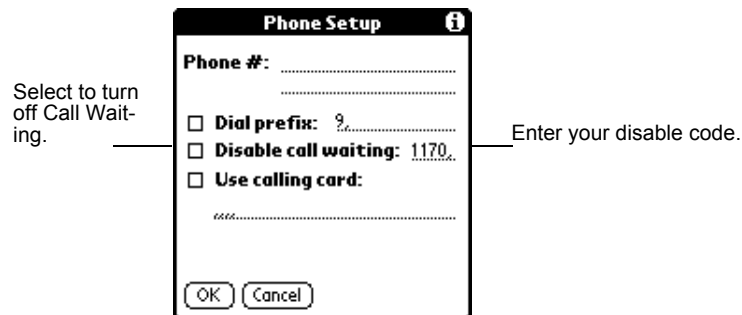 Phone Setup
Phone #:
Select to turn
off Call Wait-
ing.
Dial prefix: 9,
Disable call waiting: 1170,
Enter your disable code.
Use calling card:
,,,,
OK Cancel